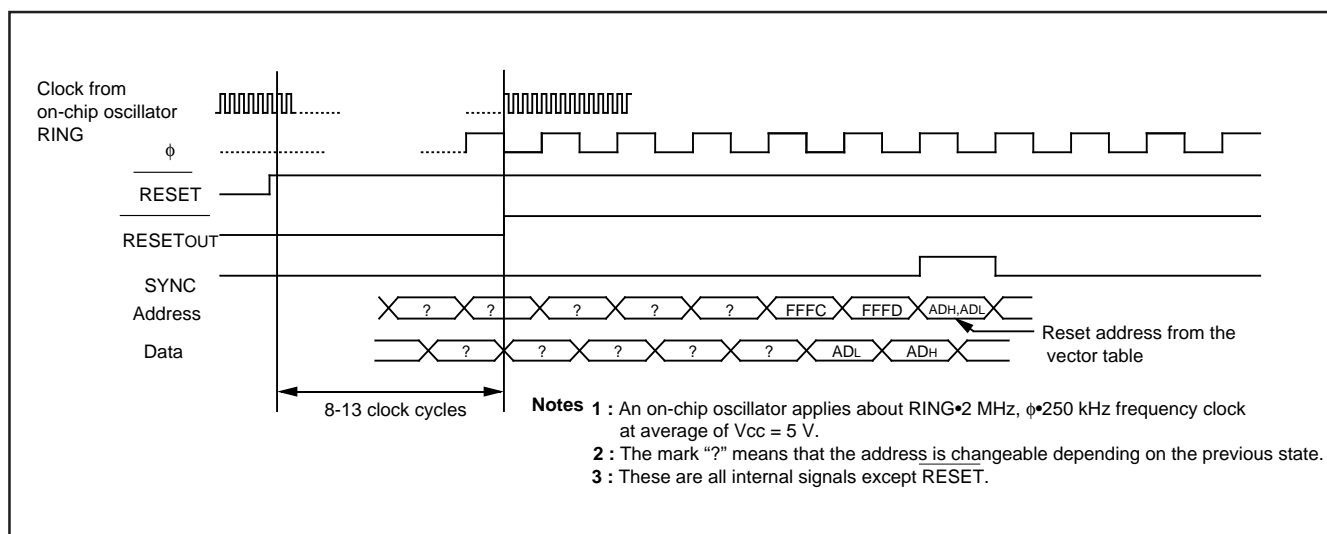 Clock from
on-chip oscillator
RING
ϕ
RESET
RESETOUT
SYNC
Address
? ? ? ? ? FFFC FFFD ADH,ADL
Data
? ? ? ? ? ADL ADH
Reset address from the
vector table
8-13 clock cycles
Notes 1 : An on-chip oscillator applies about RING•2 MHz, ϕ•250 kHz frequency clock
at average of Vcc = 5 V.
2 : The mark “?” means that the address is changeable depending on the previous state.
3 : These are all internal signals except RESET.